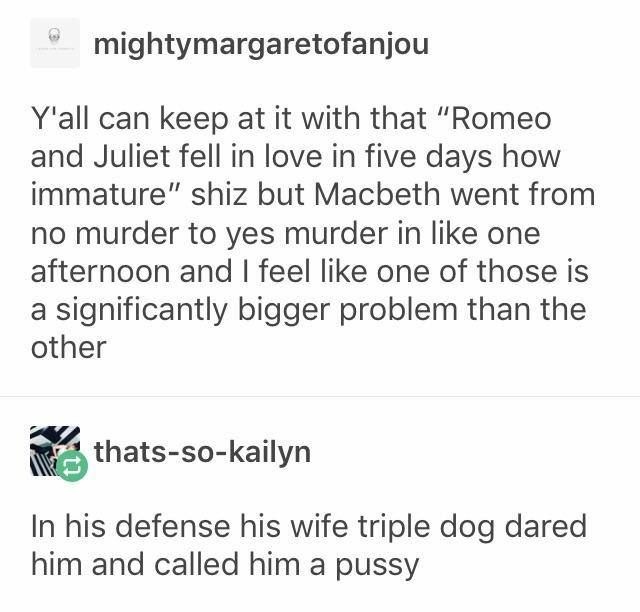 mightymargaretofanjou
Y'all can keep at it with that “Romeo
and Juliet fell in love in five days how
immature” shiz but Macbeth went from
no murder to yes murder in like one
afternoon and I feel like one of those is
a significantly bigger problem than the
other
thats-so-kailyn
In his defense his wife triple dog dared
him and called him a pussy